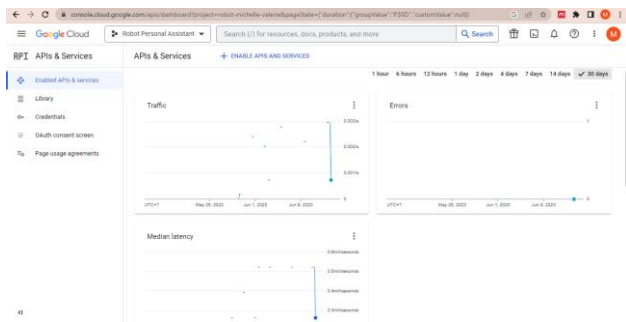 console.cloud.google.com/apis/dashboard?project=robot-michelle-valerie&pageState=("duration":("groupValue":"P30D","customValue":null))
Google Cloud
Robot Personal Assistant
Search (/) for resources, docs, products, and more
Search
M
API APIs & Services
Enabled APIs & services
Library
Credentials
OAuth consent screen
Page usage agreements
APIs & Services
+ ENABLE APIS AND SERVICES
1 hour 6 hours 12 hours 1 day 2 days 4 days 7 days 14 days 30 days
Traffic
0.003/s
0.002/s
0.001/s
0
UTC+7 May 26, 2023 Jun 1, 2023 Jun 8, 2023
Errors
1
0
UTC+7 May 26, 2023 Jun 1, 2023 Jun 8, 2023
Median latency